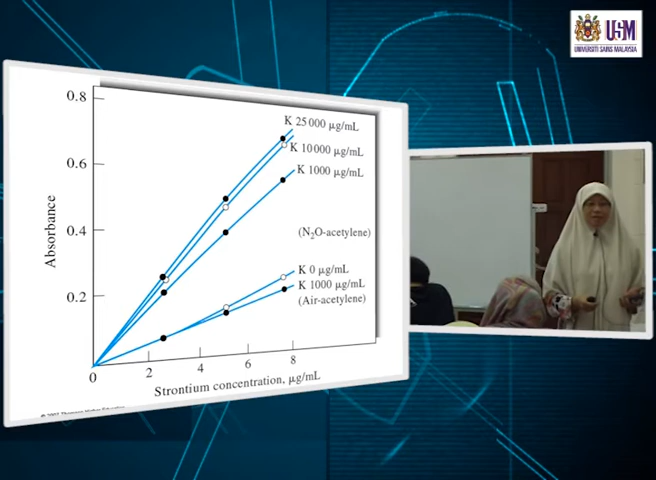 USM
UNIVERSITI SAINS MALAYSIA
0.8
0.6
0.4
0.2
0
2
4
6
8
Absorbance
Strontium concentration, µg/mL
K 25 000 µg/mL
K 10 000 µg/mL
K 1000 µg/mL
(N₂O-acetylene)
K 0 µg/mL
K 1000 µg/mL
(Air-acetylene)